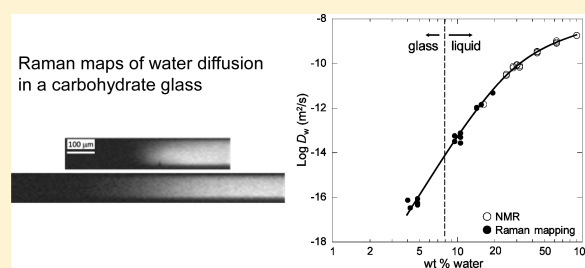 Raman maps of water diffusion
in a carbohydrate glass
100 µm
Log Dw (m²/s)
-8
-10
-12
-14
-16
-18
glass
liquid
NMR
Raman mapping
1 2 5 10 20 50 10
wt % water